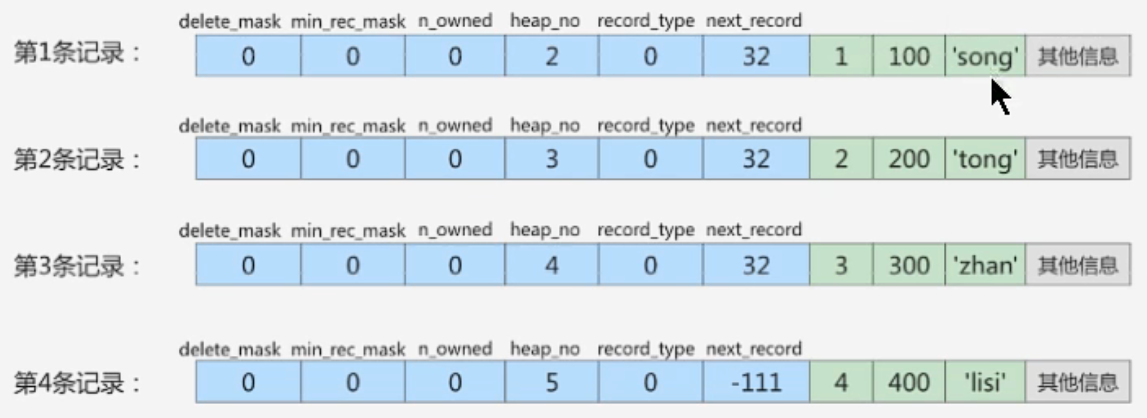 delete_mask min_rec_mask n_owned heap_no record_type next_record
第1条记录： 0 0 0 2 0 32 1 100 'song' 其他信息
delete_mask min_rec_mask n_owned heap_no record_type next_record
第2条记录： 0 0 0 3 0 32 2 200 'tong' 其他信息
delete_mask min_rec_mask n_owned heap_no record_type next_record
第3条记录： 0 0 0 4 0 32 3 300 'zhan' 其他信息
delete_mask min_rec_mask n_owned heap_no record_type next_record
第4条记录： 0 0 0 5 0 -111 4 400 'lisi' 其他信息